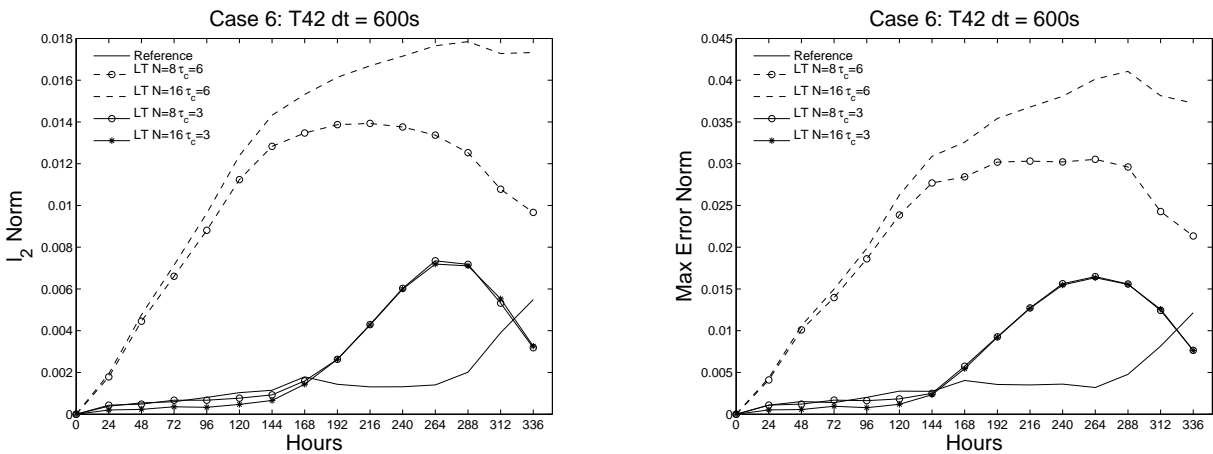 Case 6: T42 dt = 600s
0.018
0.016
0.014
0.012
0.01
0.008
0.006
0.004
0.002
0
l2 Norm
Reference
LT N=8 τc=6
LT N=16 τc=6
LT N=8 τc=3
LT N=16 τc=3
0 24 48 72 96 120 144 168 192 216 240 264 288 312 336
Hours
Case 6: T42 dt = 600s
0.045
0.04
0.035
0.03
0.025
0.02
0.015
0.01
0.005
0
Max Error Norm
Reference
LT N=8 τc=6
LT N=16 τc=6
LT N=8 τc=3
LT N=16 τc=3
0 24 48 72 96 120 144 168 192 216 240 264 288 312 336
Hours